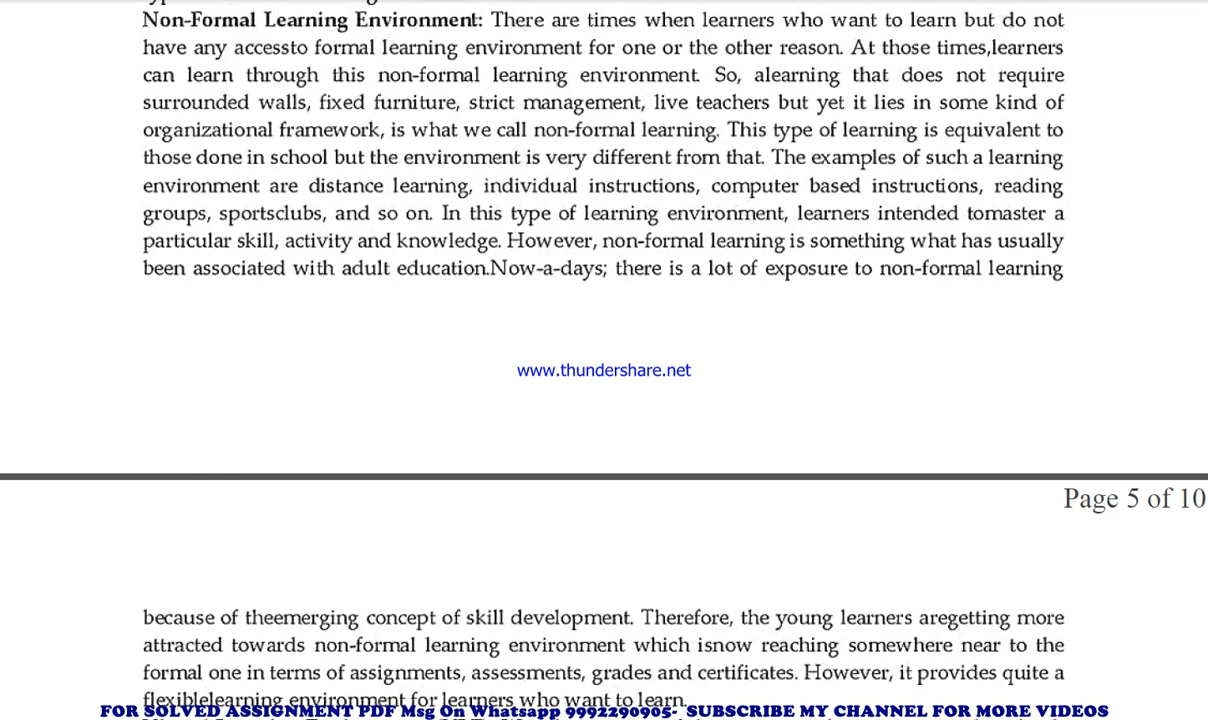 Non-Formal Learning Environment: There are times when learners who want to learn but do not
have any accessto formal learning environment for one or the other reason. At those times,learners
can learn through this non-formal learning environment. So, alearning that does not require
surrounded walls, fixed furniture, strict management, live teachers but yet it lies in some kind of
organizational framework, is what we call non-formal learning. This type of learning is equivalent to
those done in school but the environment is very different from that. The examples of such a learning
environment are distance learning, individual instructions, computer based instructions, reading
groups, sportsclubs, and so on. In this type of learning environment, learners intended tomaster a
particular skill, activity and knowledge. However, non-formal learning is something what has usually
been associated with adult education.Now-a-days; there is a lot of exposure to non-formal learning
www.thundershare.net
Page 5 of 10
because of theemerging concept of skill development. Therefore, the young learners aregetting more
attracted towards non-formal learning environment which isnow reaching somewhere near to the
formal one in terms of assignments, assessments, grades and certificates. However, it provides quite a
flexiblelearning environment for learners who want to learn.
FOR SOLVED ASSIGNMENT PDF Msg On Whatsapp 9992290905- SUBSCRIBE MY CHANNEL FOR MORE VIDEOS